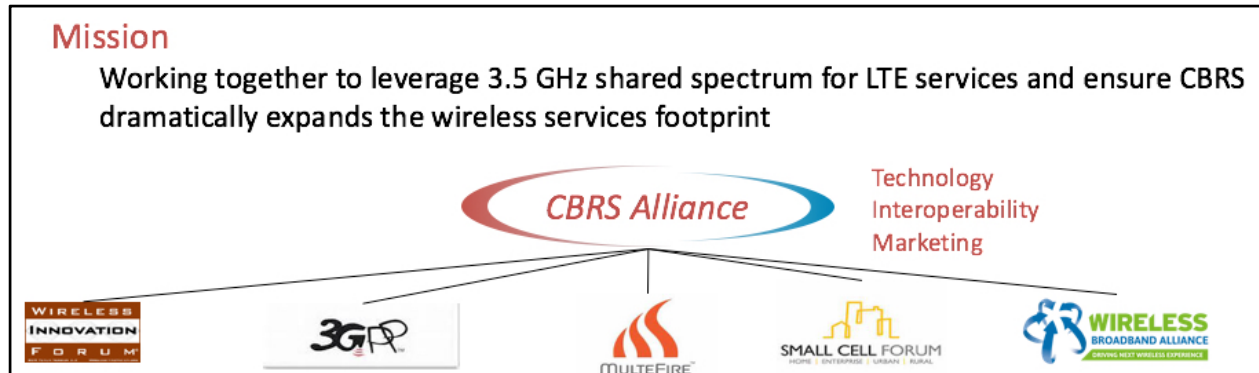 Mission
Working together to leverage 3.5 GHz shared spectrum for LTE services and ensure CBRS
dramatically expands the wireless services footprint
CBRS Alliance
Technology
Interoperability
Marketing
WIRELESS
INNOVATION
FORUM
3GPP
MULTEFIRE™
SMALL CELL FORUM
HOME | ENTERPRISE | URBAN | RURAL
WIRELESS
BROADBAND ALLIANCE
DRIVING NEXT WIRELESS EXPERIENCE